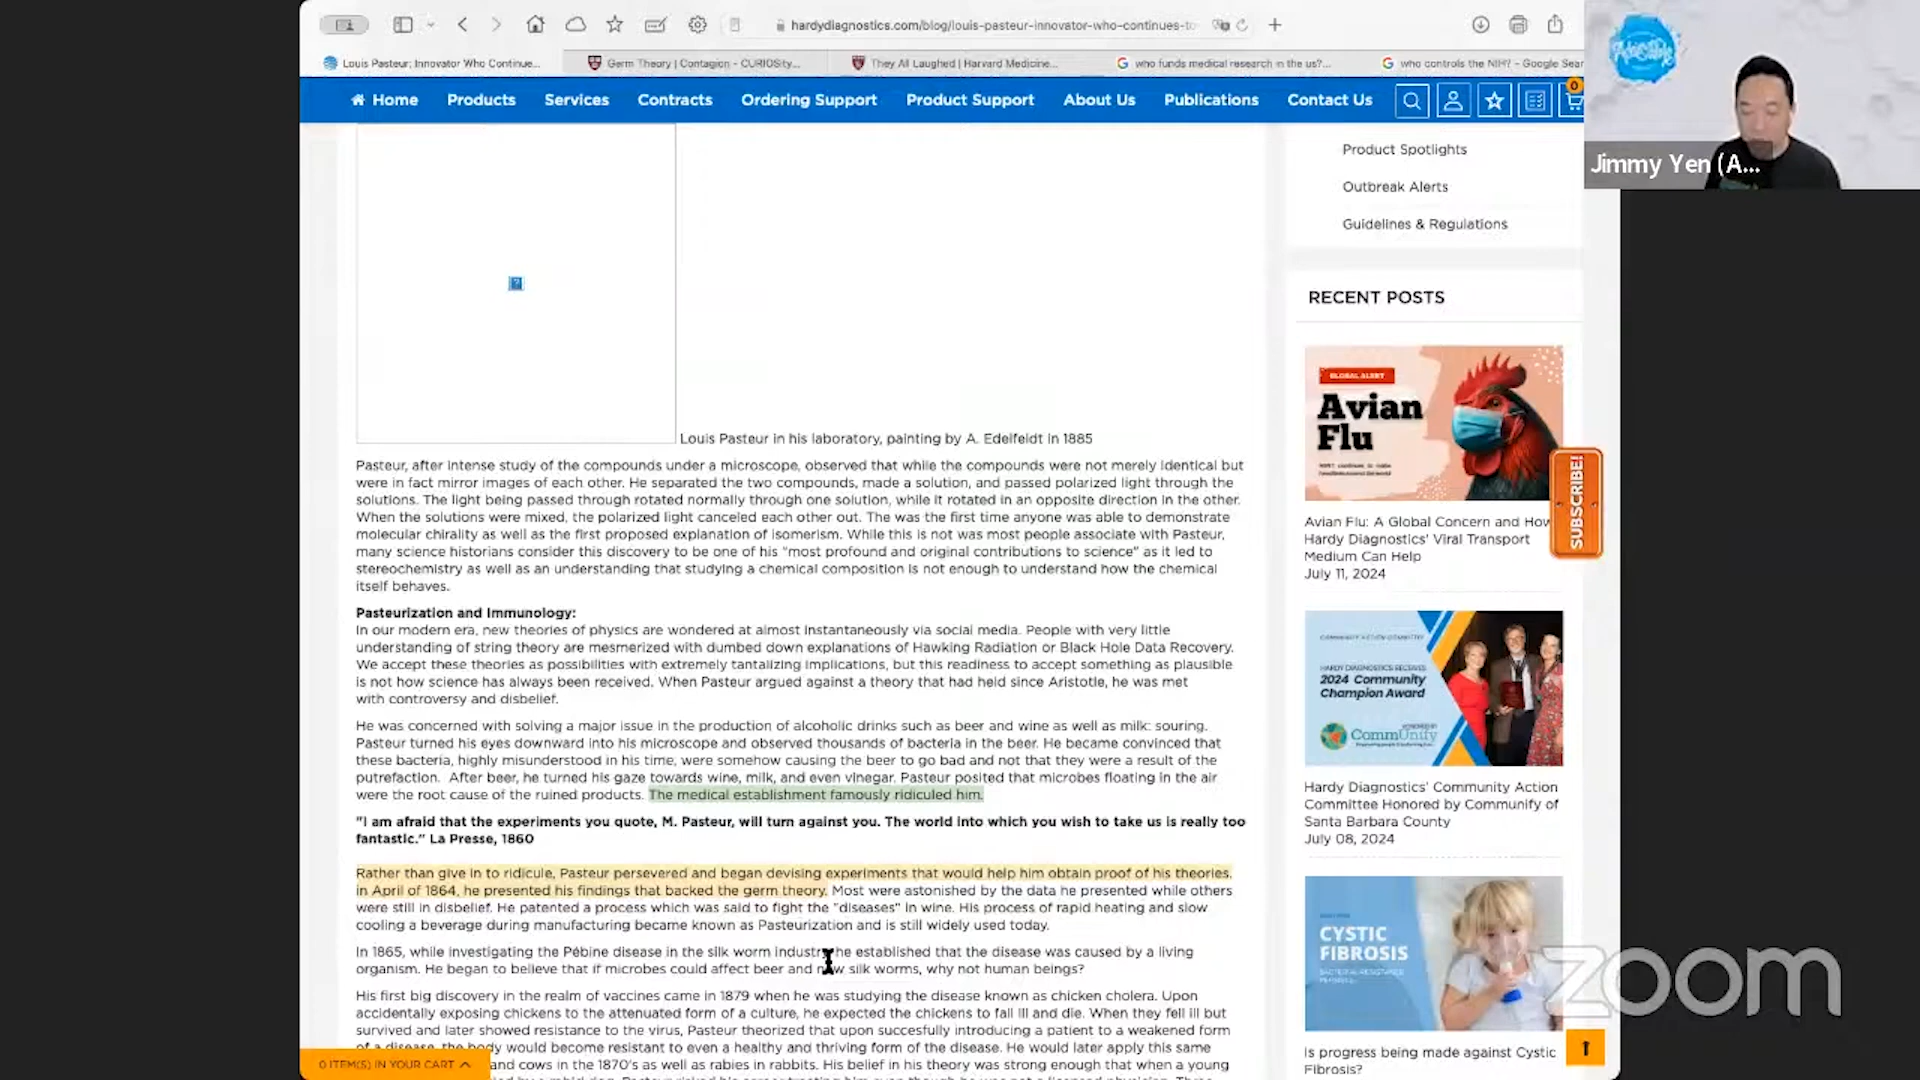 hardydiagnostics.com/blog/louis-pasteur-innovator-who-continues-to-
Louis Pasteur; Innovator Who Continue...
Germ Theory | Contagion - CURIOSity...
They All Laughed | Harvard Medicine...
who funds medical research in the us?...
who controls the NIH? - Google Sear
Home
Products
Services
Contracts
Ordering Support
Product Support
About Us
Publications
Contact Us
0
Jimmy Yen (A...
Product Spotlights
Outbreak Alerts
Guidelines & Regulations
Louis Pasteur in his laboratory, painting by A. Edelfeldt in 1885
Pasteur, after intense study of the compounds under a microscope, observed that while the compounds were not merely identical but
were in fact mirror images of each other. He separated the two compounds, made a solution, and passed polarized light through the
solutions. The light being passed through rotated normally through one solution, while it rotated in an opposite direction in the other.
When the solutions were mixed, the polarized light canceled each other out. The was the first time anyone was able to demonstrate
molecular chirality as well as the first proposed explanation of isomerism. While this is not was most people associate with Pasteur,
many science historians consider this discovery to be one of his "most profound and original contributions to science" as it led to
stereochemistry as well as an understanding that studying a chemical composition is not enough to understand how the chemical
itself behaves.
Pasteurization and Immunology:
In our modern era, new theories of physics are wondered at almost instantaneously via social media. People with very little
understanding of string theory are mesmerized with dumbed down explanations of Hawking Radiation or Black Hole Data Recovery.
We accept these theories as possibilities with extremely tantalizing implications, but this readiness to accept something as plausible
is not how science has always been received. When Pasteur argued against a theory that had held since Aristotle, he was met
with controversy and disbelief.
He was concerned with solving a major issue in the production of alcoholic drinks such as beer and wine as well as milk: souring.
Pasteur turned his eyes downward into his microscope and observed thousands of bacteria in the beer. He became convinced that
these bacteria, highly misunderstood in his time, were somehow causing the beer to go bad and not that they were a result of the
putrefaction. After beer, he turned his gaze towards wine, milk, and even vinegar. Pasteur posited that microbes floating in the air
were the root cause of the ruined products. The medical establishment famously ridiculed him.
"I am afraid that the experiments you quote, M. Pasteur, will turn against you. The world into which you wish to take us is really too
fantastic." La Presse, 1860
Rather than give in to ridicule, Pasteur persevered and began devising experiments that would help him obtain proof of his theories.
in April of 1864, he presented his findings that backed the germ theory. Most were astonished by the data he presented while others
were still in disbelief. He patented a process which was said to fight the "diseases" in wine. His process of rapid heating and slow
cooling a beverage during manufacturing became known as Pasteurization and is still widely used today.
In 1865, while investigating the Pébine disease in the silk worm industry he established that the disease was caused by a living
organism. He began to believe that if microbes could affect beer and now silk worms, why not human beings?
His first big discovery in the realm of vaccines came in 1879 when he was studying the disease known as chicken cholera. Upon
accidentally exposing chickens to the attenuated form of a culture, he expected the chickens to fall ill and die. When they fell ill but
survived and later showed resistance to the virus, Pasteur theorized that upon succesfully introducing a patient to a weakened form
of a disease, the body would become resistant to even a healthy and thriving form of the disease. He would later apply this same
and cows in the 1870's as well as rabies in rabbits. His belief in his theory was strong enough that when a young
0 ITEM(S) IN YOUR CART
RECENT POSTS
GLOBAL ALERT
Avian
Flu
SUBSCRIBE!
Avian Flu: A Global Concern and How
Hardy Diagnostics' Viral Transport
Medium Can Help
July 11, 2024
COMMUNITY ACTION COMMITTEE
HARDY DIAGNOSTICS RECEIVES
2024 Community
Champion Award
CommUnify
Hardy Diagnostics' Community Action
Committee Honored by Community of
Santa Barbara County
July 08, 2024
CYSTIC
FIBROSIS
Is progress being made against Cystic
Fibrosis?
zoom